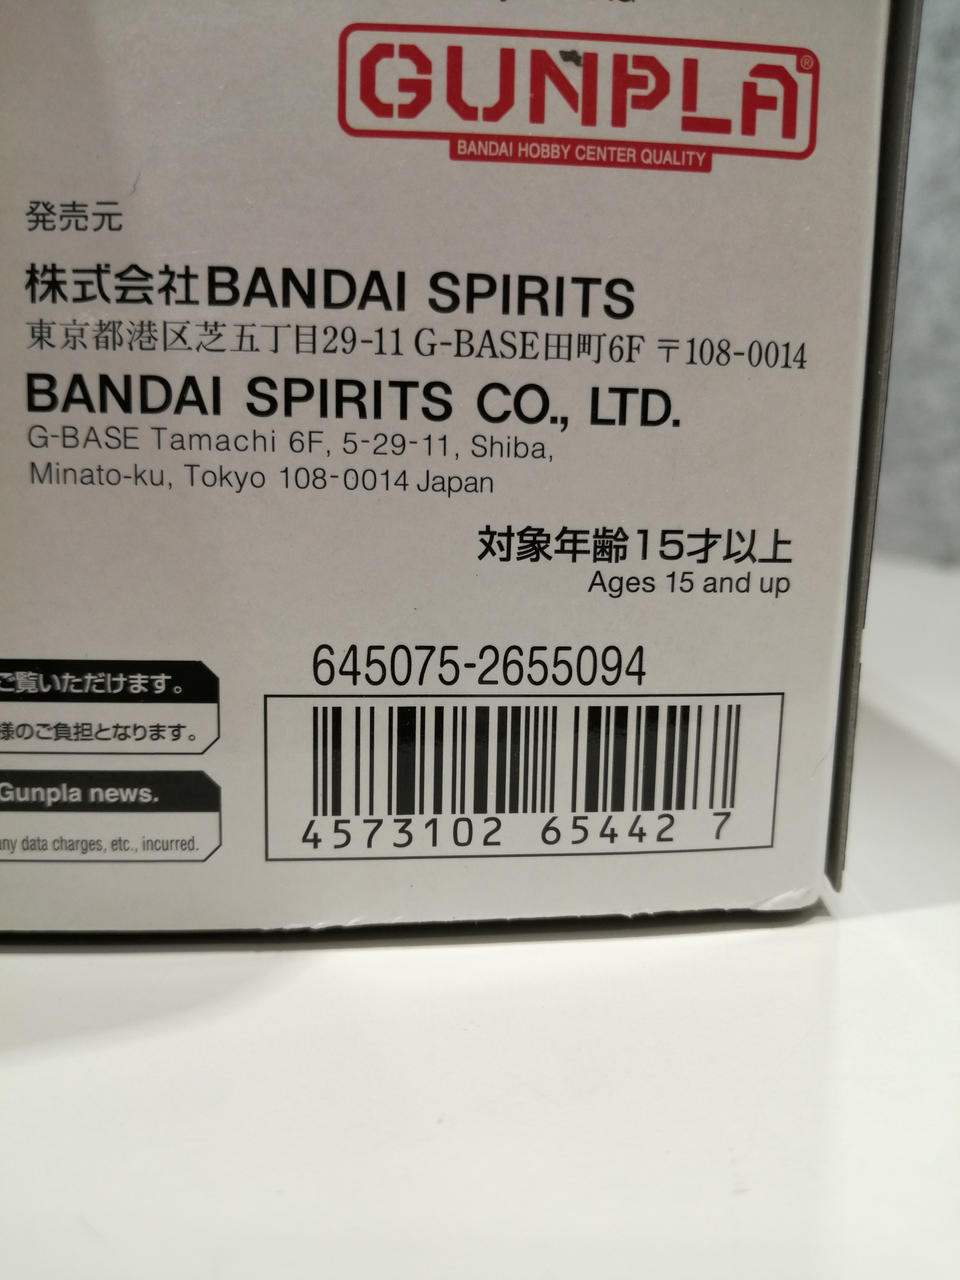 GUNPLA®
BANDAI HOBBY CENTER QUALITY
発売元
株式会社BANDAI SPIRITS
東京都港区芝五丁目29-11 G-BASE田町6F 〒108-0014
BANDAI SPIRITS CO., LTD.
G-BASE Tamachi 6F, 5-29-11, Shiba,
Minato-ku, Tokyo 108-0014 Japan
対象年齢15才以上
Ages 15 and up
645075-2655094
4573102 65442 7
ご覧いただけます。
様のご負担となります。
Gunpla news.
any data charges, etc., incurred.